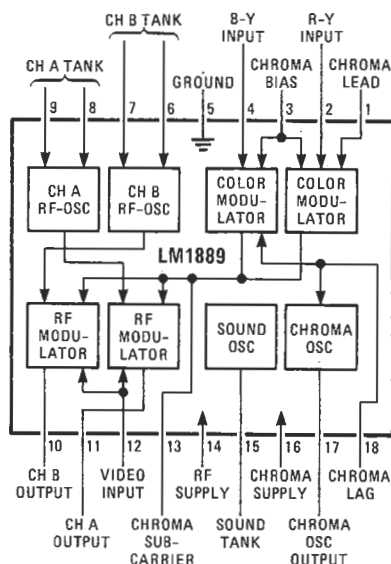 CH B TANK
B-Y INPUT
R-Y INPUT
CH A TANK
GROUND
CHROMA BIAS
CHROMA LEAD
9 8 7 6 5 4 3 2 1
CH A RF-OSC
CH B RF-OSC
COLOR MODU- LATOR
COLOR MODU- LATOR
LM1889
RF MODU- LATOR
RF MODU- LATOR
SOUND OSC
CHROMA OSC
10 11 12 13 14 15 16 17 18
CH B OUTPUT
VIDEO INPUT
RF SUPPLY
CHROMA SUPPLY
CHROMA LAG
CH A OUTPUT
CHROMA SUB- CARRIER
SOUND TANK
CHROMA OSC OUTPUT